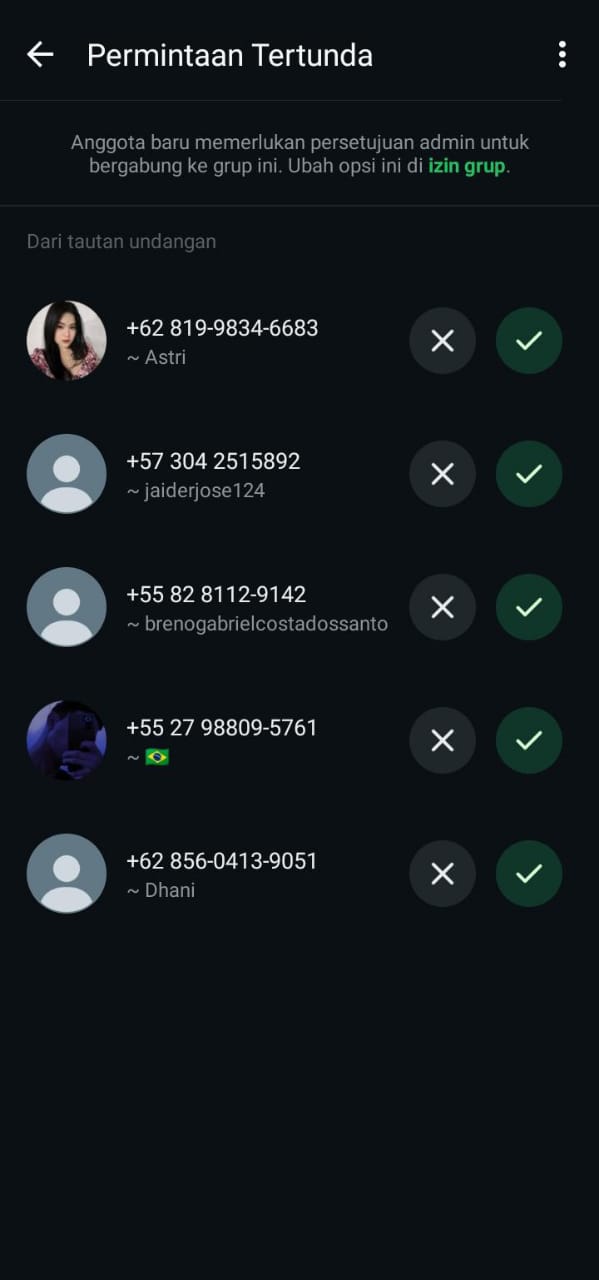 Permintaan Tertunda
Anggota baru memerlukan persetujuan admin untuk
bergabung ke grup ini. Ubah opsi ini di izin grup.
Dari tautan undangan
+62 819-9834-6683
~ Astri
+57 304 2515892
~ jaiderjose124
+55 82 8112-9142
~ brenogabrielcostadossanto
+55 27 98809-5761
~ 🇧🇷
+62 856-0413-9051
~ Dhani